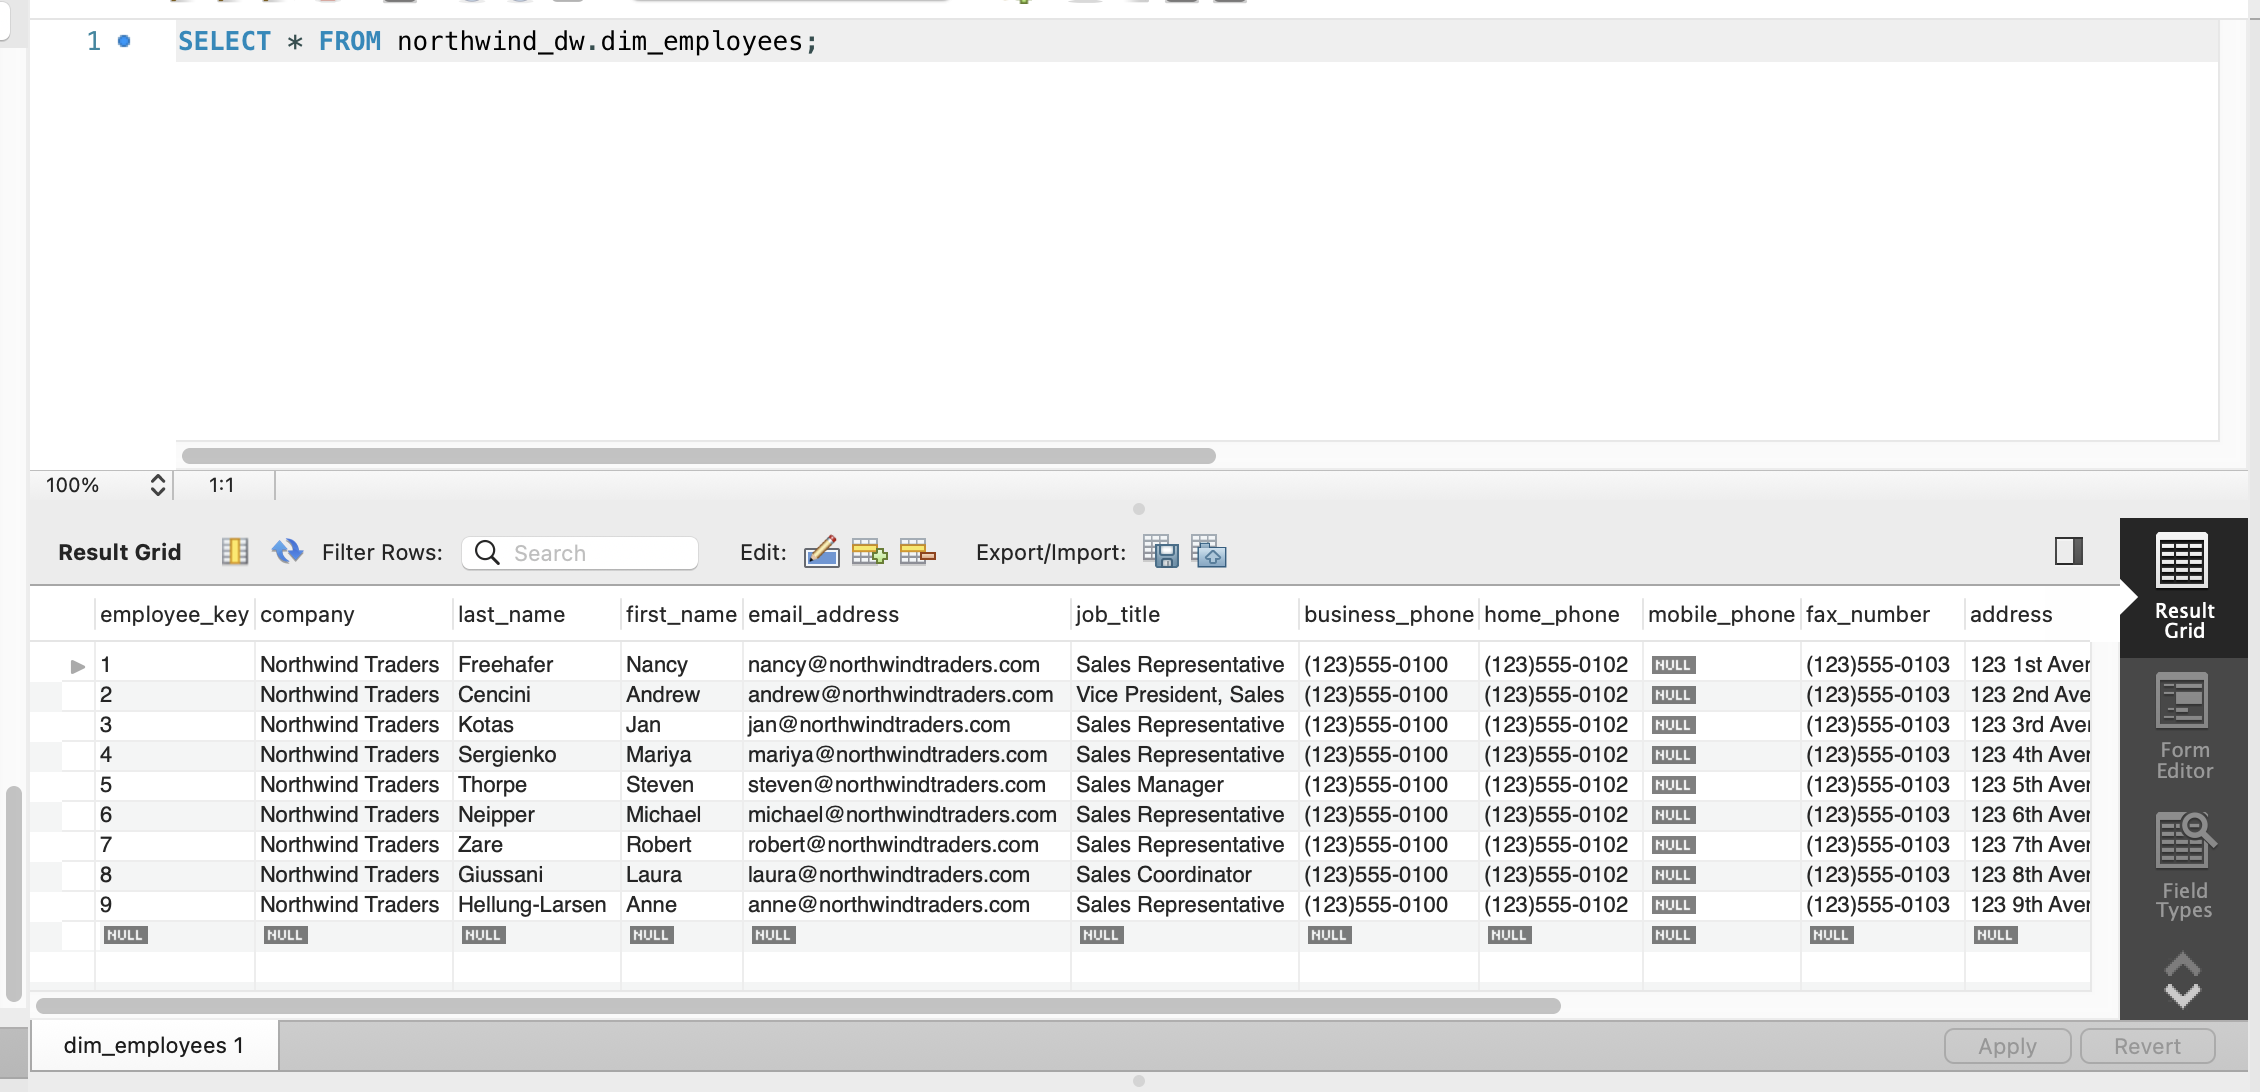 1 SELECT * FROM northwind_dw.dim_employees;
100% 1:1
Result Grid Filter Rows: Search Edit: Export/Import:
employee_key company last_name first_name email_address job_title business_phone home_phone mobile_phone fax_number address
1 Northwind Traders Freehafer Nancy nancy@northwindtraders.com Sales Representative (123)555-0100 (123)555-0102 NULL (123)555-0103 123 1st Aver
2 Northwind Traders Cencini Andrew andrew@northwindtraders.com Vice President, Sales (123)555-0100 (123)555-0102 NULL (123)555-0103 123 2nd Ave
3 Northwind Traders Kotas Jan jan@northwindtraders.com Sales Representative (123)555-0100 (123)555-0102 NULL (123)555-0103 123 3rd Aver
4 Northwind Traders Sergienko Mariya mariya@northwindtraders.com Sales Representative (123)555-0100 (123)555-0102 NULL (123)555-0103 123 4th Aver
5 Northwind Traders Thorpe Steven steven@northwindtraders.com Sales Manager (123)555-0100 (123)555-0102 NULL (123)555-0103 123 5th Aver
6 Northwind Traders Neipper Michael michael@northwindtraders.com Sales Representative (123)555-0100 (123)555-0102 NULL (123)555-0103 123 6th Aver
7 Northwind Traders Zare Robert robert@northwindtraders.com Sales Representative (123)555-0100 (123)555-0102 NULL (123)555-0103 123 7th Aver
8 Northwind Traders Giussani Laura laura@northwindtraders.com Sales Coordinator (123)555-0100 (123)555-0102 NULL (123)555-0103 123 8th Aver
9 Northwind Traders Hellung-Larsen Anne anne@northwindtraders.com Sales Representative (123)555-0100 (123)555-0102 NULL (123)555-0103 123 9th Aver
NULL NULL NULL NULL NULL NULL NULL NULL NULL NULL NULL
Result
Grid
Form
Editor
Field
Types
dim_employees 1 Apply Revert